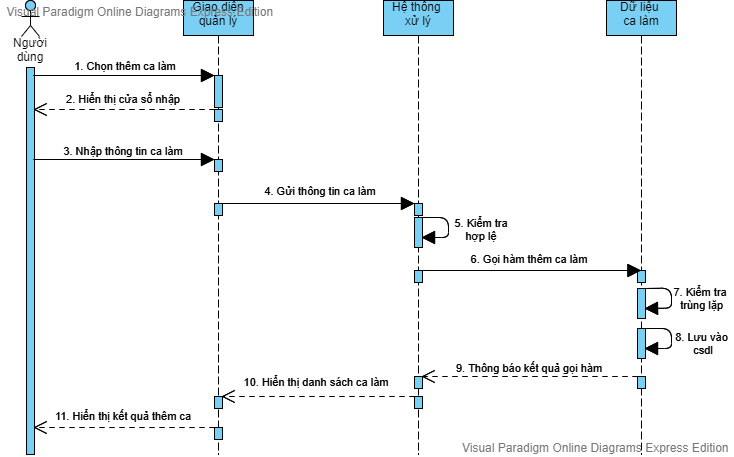 Visual Paradigm Online Diagrams Express Edition
Giao diện
quản lý
Hệ thống
xử lý
Dữ liệu
ca làm
Người
dùng
1. Chọn thêm ca làm
2. Hiển thị cửa sổ nhập
3. Nhập thông tin ca làm
4. Gửi thông tin ca làm
5. Kiểm tra
hợp lệ
6. Gọi hàm thêm ca làm
7. Kiểm tra
trùng lặp
8. Lưu vào
csdl
9. Thông báo kết quả gọi hàm
10. Hiển thị danh sách ca làm
11. Hiển thị kết quả thêm ca
Visual Paradigm Online Diagrams Express Edition